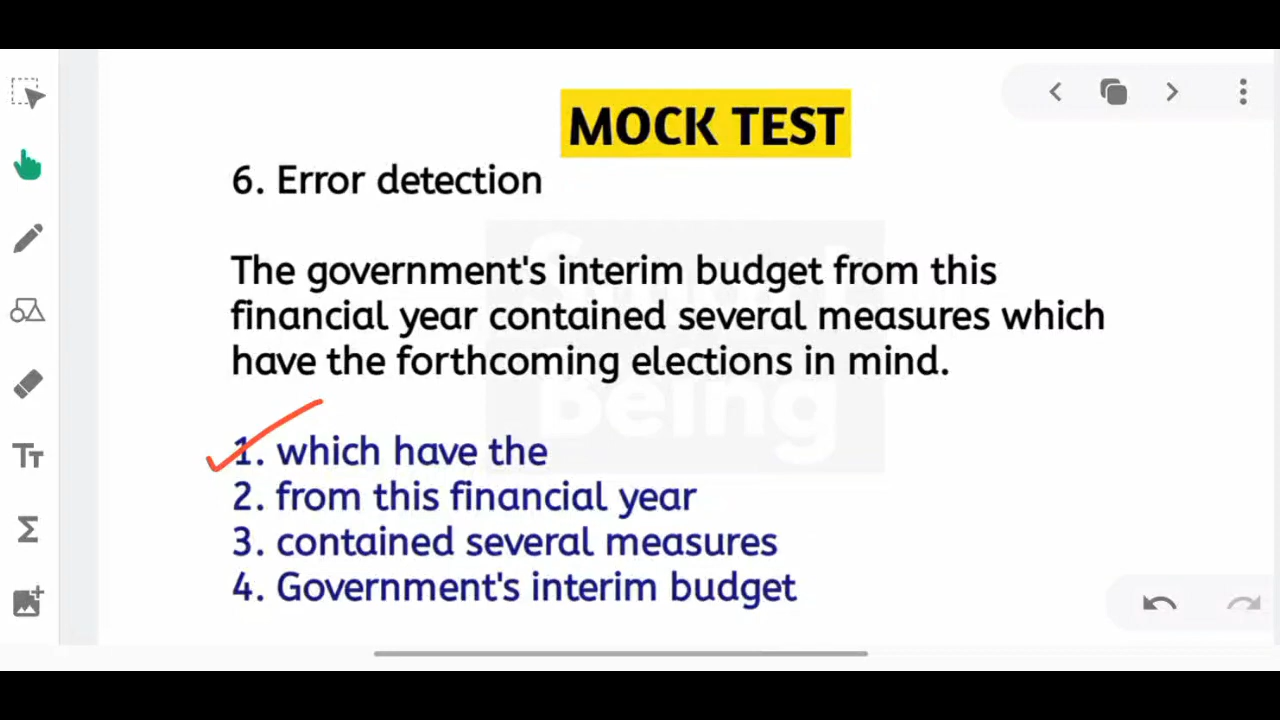 MOCK TEST
6. Error detection
The government's interim budget from this
financial year contained several measures which
have the forthcoming elections in mind.
1. which have the
2. from this financial year
3. contained several measures
4. Government's interim budget
being